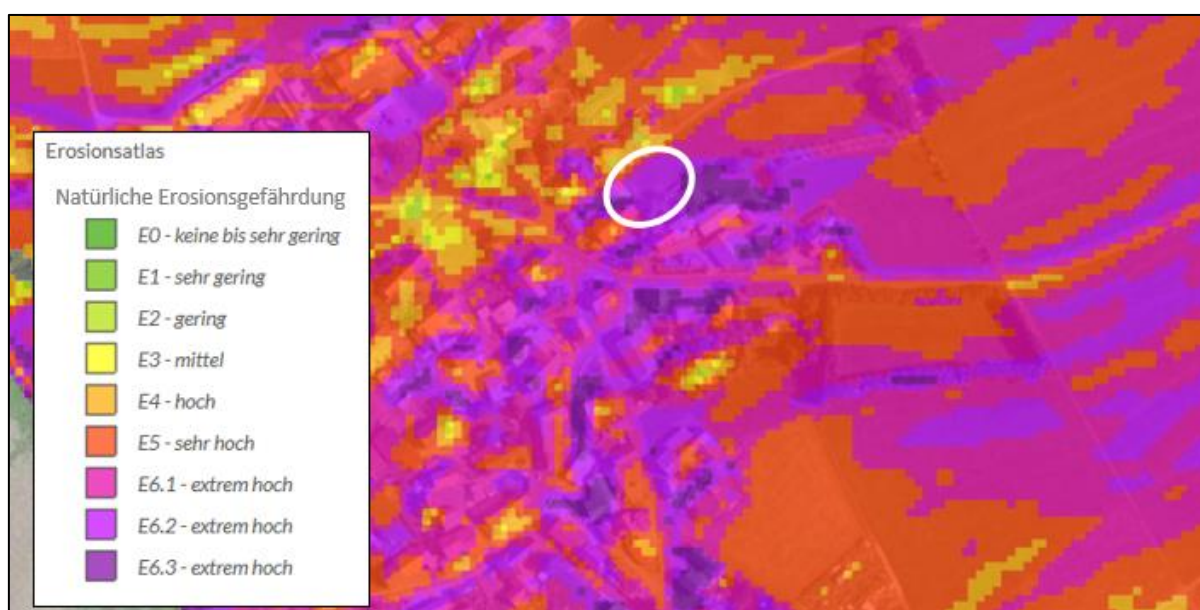 Erosionsatlas
Natürliche Erosionsgefährdung
E0 - keine bis sehr gering
E1 - sehr gering
E2 - gering
E3 - mittel
E4 - hoch
E5 - sehr hoch
E6.1 - extrem hoch
E6.2 - extrem hoch
E6.3 - extrem hoch